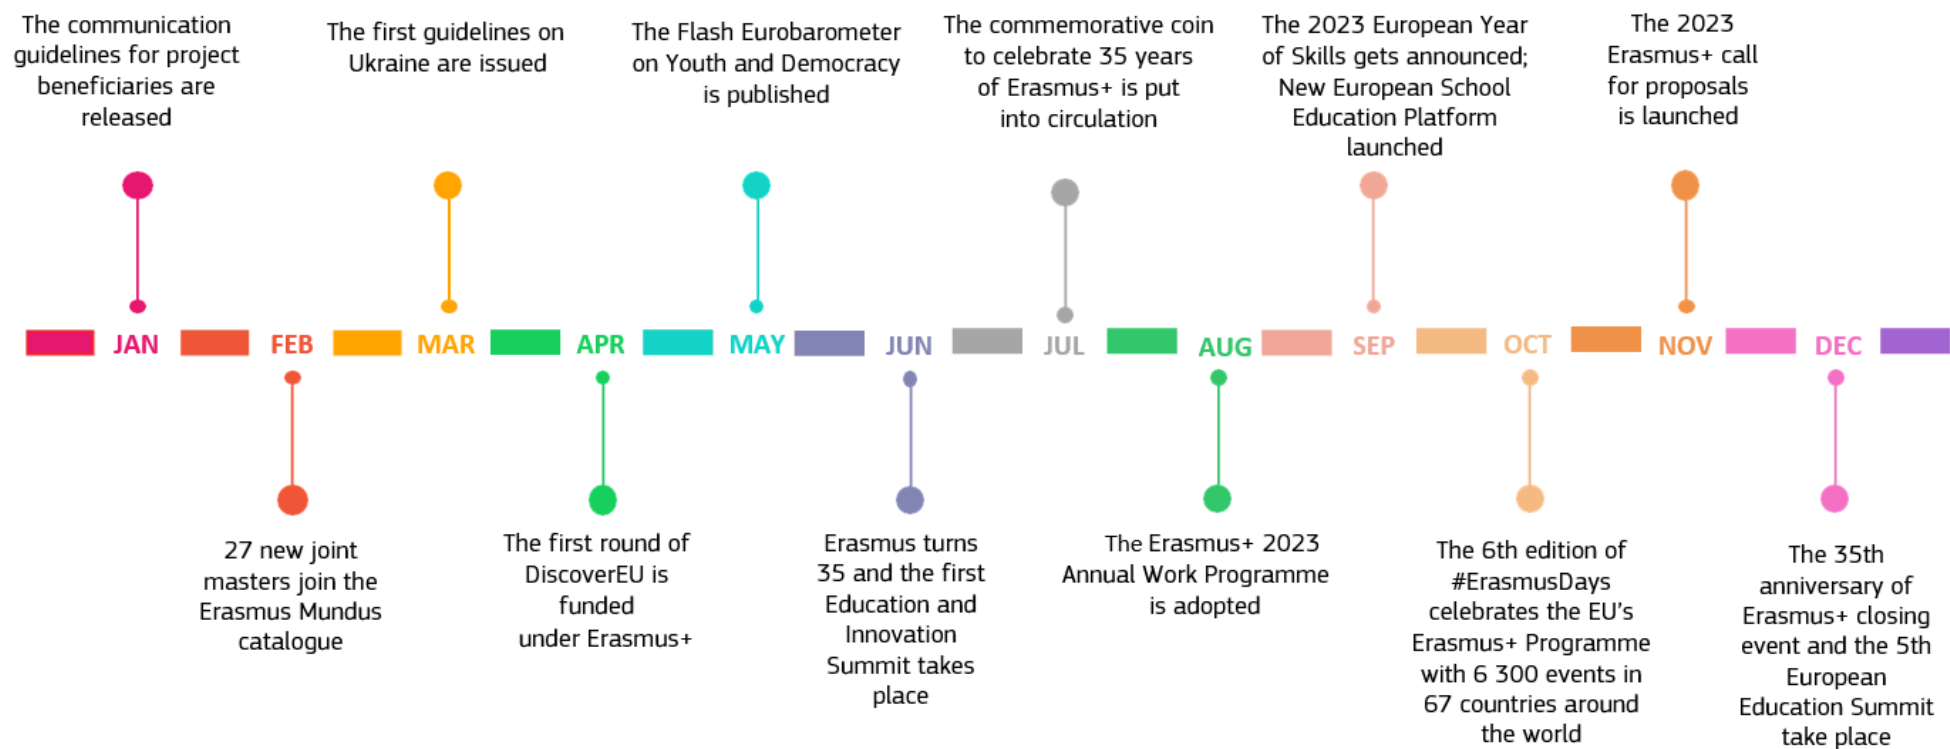 The communication
guidelines for project
beneficiaries are
released
The first guidelines on
Ukraine are issued
The Flash Eurobarometer
on Youth and Democracy
is published
The commemorative coin
to celebrate 35 years
of Erasmus+ is put
into circulation
The 2023 European Year
of Skills gets announced;
New European School
Education Platform
launched
The 2023
Erasmus+ call
for proposals
is launched
JAN
FEB
MAR
APR
MAY
JUN
JUL
AUG
SEP
OCT
NOV
DEC
27 new joint
masters join the
Erasmus Mundus
catalogue
The first round of
DiscoverEU is
funded
under Erasmus+
Erasmus turns
35 and the first
Education and
Innovation
Summit takes
place
The Erasmus+ 2023
Annual Work Programme
is adopted
The 6th edition of
#ErasmusDays
celebrates the EU's
Erasmus+ Programme
with 6 300 events in
67 countries around
the world
The 35th
anniversary of
Erasmus+ closing
event and the 5th
European
Education Summit
take place